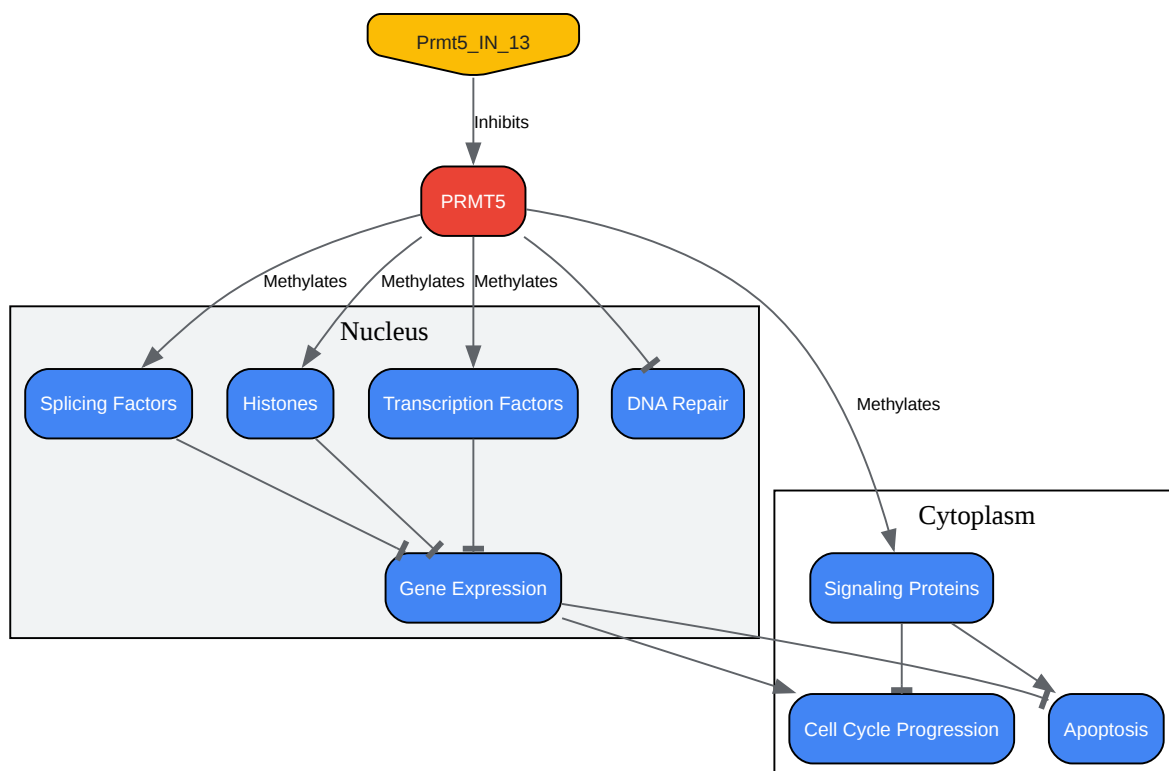 Prmt5_IN_13
Inhibits
PRMT5
Methylates
Methylates
Methylates
Nucleus
Splicing Factors
Histones
Transcription Factors
DNA Repair
Methylates
Cytoplasm
Gene Expression
Signaling Proteins
Cell Cycle Progression
Apoptosis